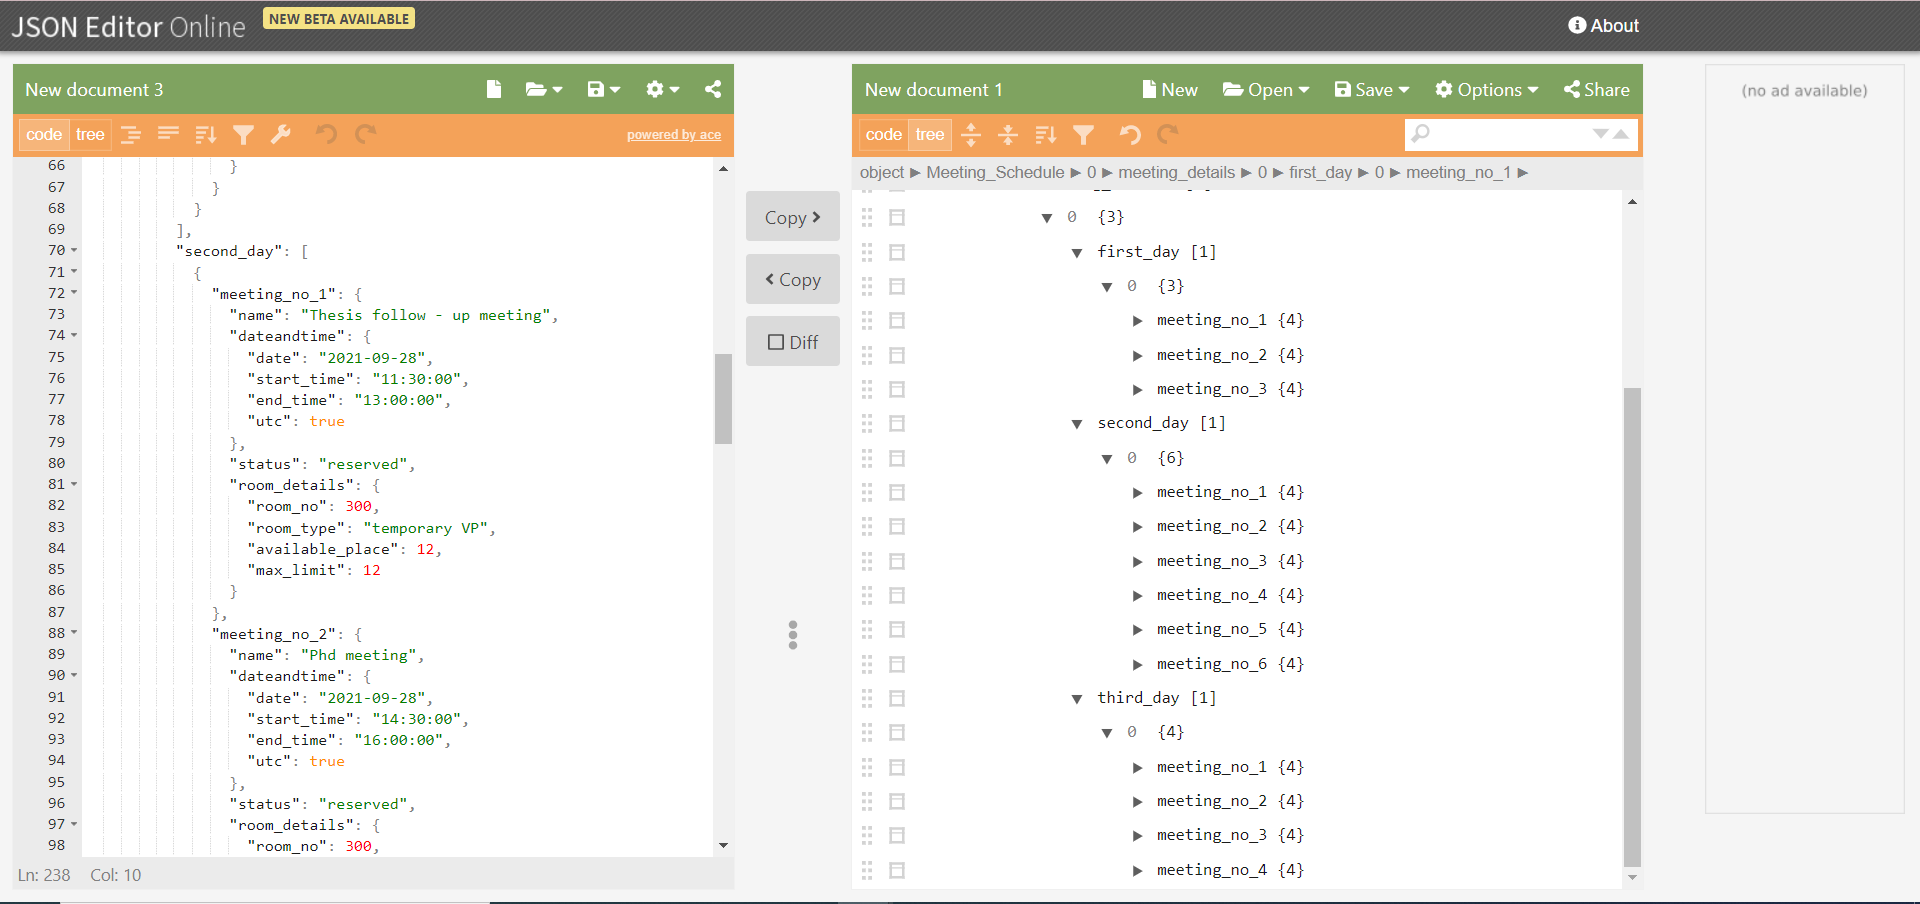 JSON Editor Online
NEW BETA AVAILABLE
About
New document 3
code tree
powered by ace
66 }
67 }
68 }
69 ],
70 "second_day": [
71 {
72 "meeting_no_1": {
73 "name": "Thesis follow - up meeting",
74 "dateandtime": {
75 "date": "2021-09-28",
76 "start_time": "11:30:00",
77 "end_time": "13:00:00",
78 "utc": true
79 },
80 "status": "reserved",
81 "room_details": {
82 "room_no": 300,
83 "room_type": "temporary VP",
84 "available_place": 12,
85 "max_limit": 12
86 }
87 },
88 "meeting_no_2": {
89 "name": "Phd meeting",
90 "dateandtime": {
91 "date": "2021-09-28",
92 "start_time": "14:30:00",
93 "end_time": "16:00:00",
94 "utc": true
95 },
96 "status": "reserved",
97 "room_details": {
98 "room_no": 300,
Ln: 238 Col: 10
Copy
Copy
Diff
New document 1
New Open Save Options Share
code tree
object ► Meeting_Schedule ► 0 ► meeting_details ► 0 ► first_day ► 0 ► meeting_no_1 ►
0 {3}
first_day [1]
0 {3}
meeting_no_1 {4}
meeting_no_2 {4}
meeting_no_3 {4}
second_day [1]
0 {6}
meeting_no_1 {4}
meeting_no_2 {4}
meeting_no_3 {4}
meeting_no_4 {4}
meeting_no_5 {4}
meeting_no_6 {4}
third_day [1]
0 {4}
meeting_no_1 {4}
meeting_no_2 {4}
meeting_no_3 {4}
meeting_no_4 {4}
(no ad available)